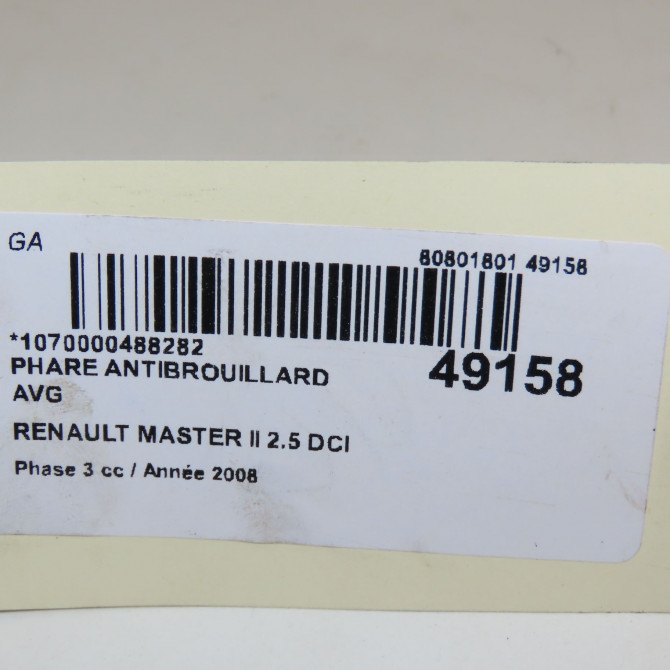 GA
80801801 49158
*1070000488282
49158
PHARE ANTIBROUILLARD
AVG
RENAULT MASTER II 2.5 DCI
Phase 3 cc / Année 2008